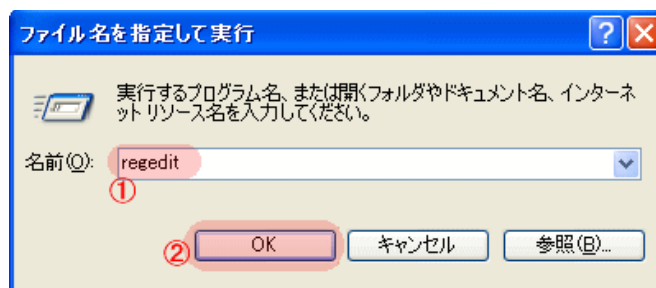 ファイル名を指定して実行
実行するプログラム名、または開くフォルダやドキュメント名、インターネ
ットリソース名を入力してください。
名前(O): regedit
①
② OK キャンセル 参照(B)...